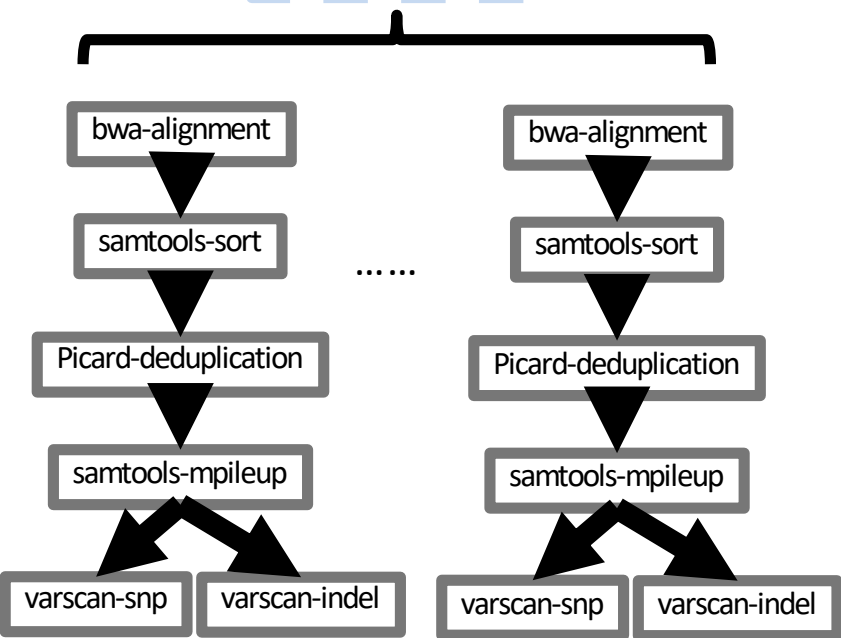 bwa-alignment
samtools-sort
Picard-deduplication
samtools-mpileup
varscan-snp
varscan-indel
……
bwa-alignment
samtools-sort
Picard-deduplication
samtools-mpileup
varscan-snp
varscan-indel